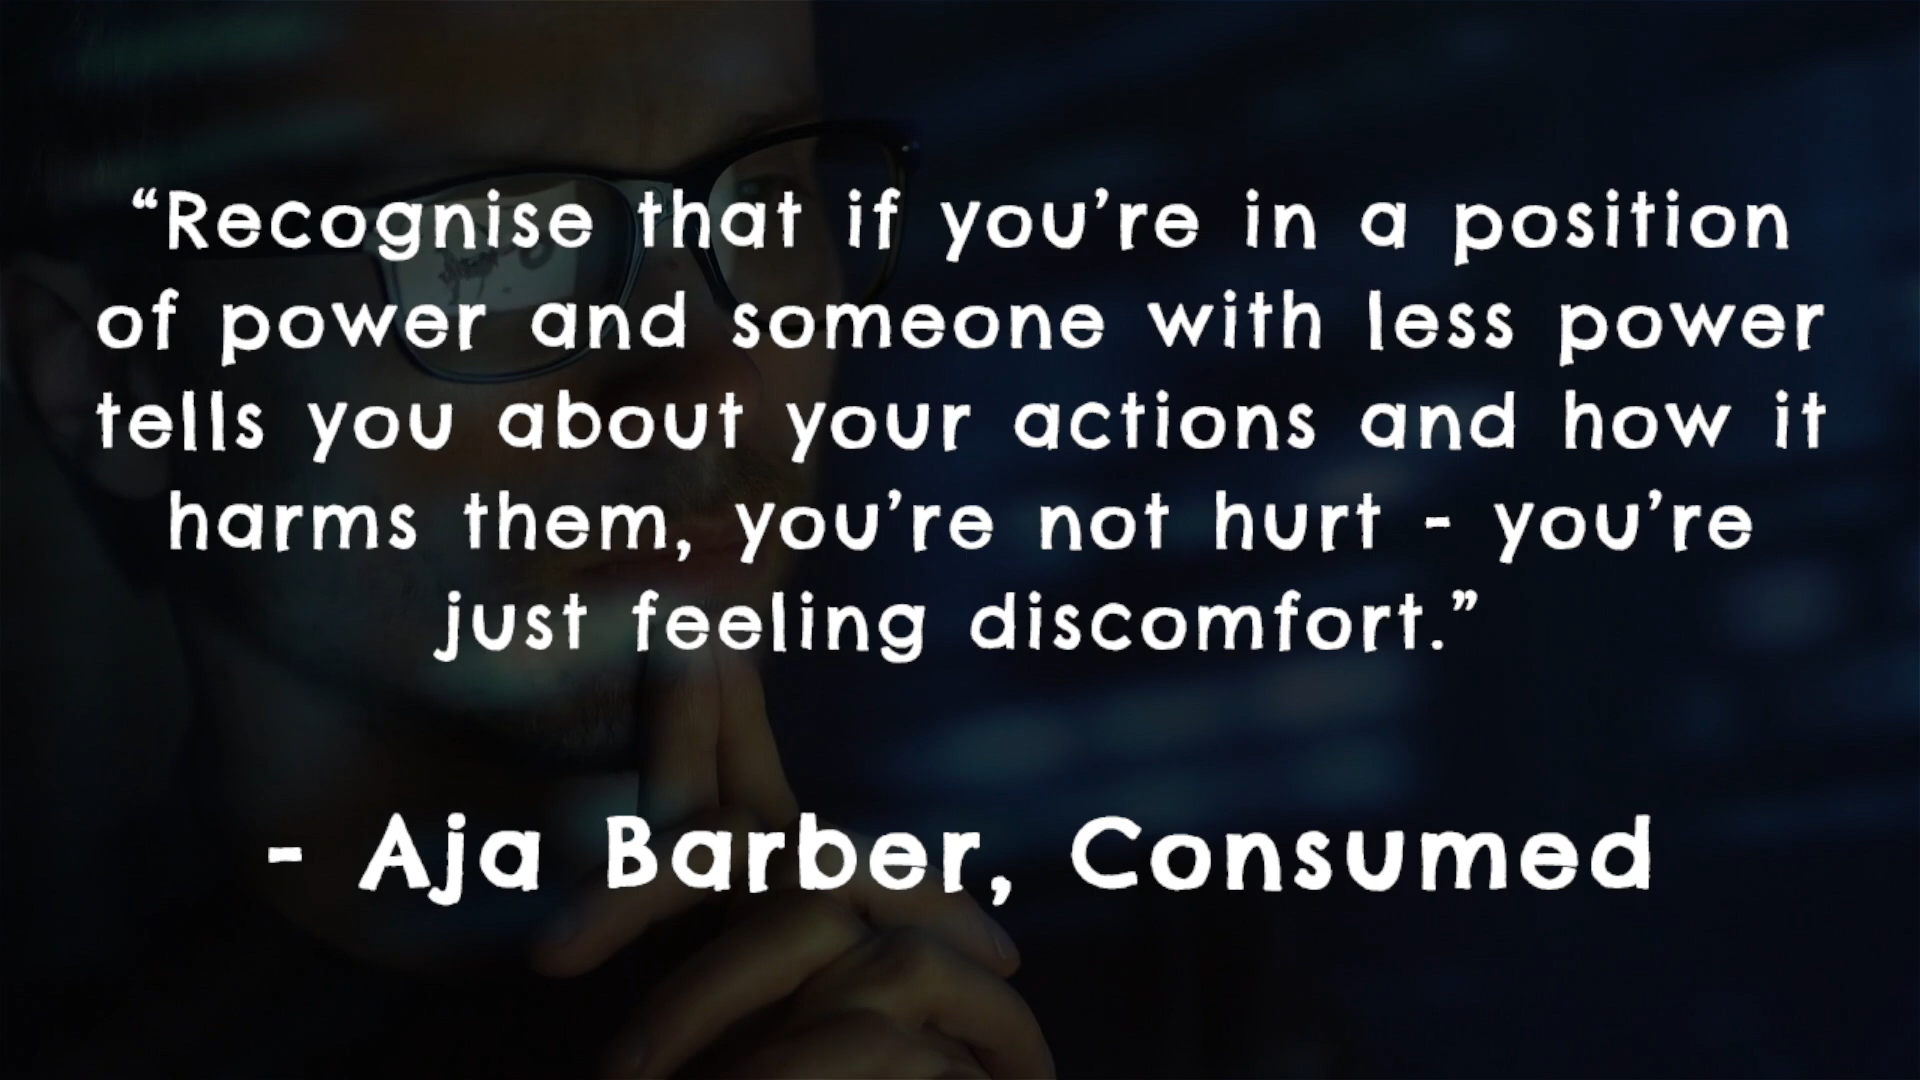 “Recognise that if you’re in a position
of power and someone with less power
tells you about your actions and how it
harms them, you’re not hurt - you’re
just feeling discomfort.”
- Aja Barber, Consumed